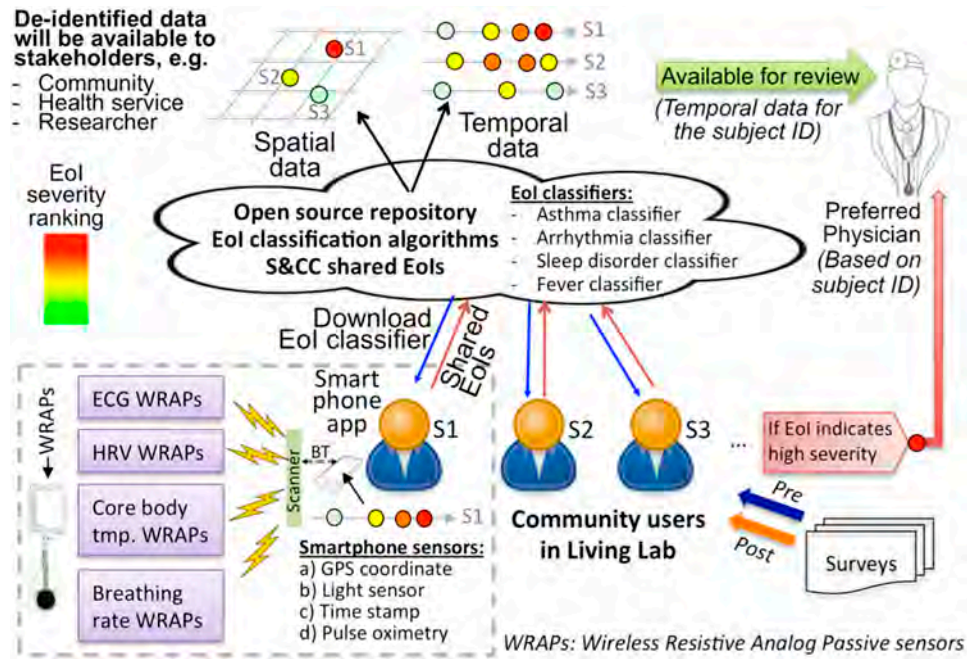 De-identified data
will be available to
stakeholders, e.g.
- Community
- Health service
- Researcher
S1
S2
S3
Spatial
data
S1
S2
S3
Temporal
data
Available for review
(Temporal data for
the subject ID)
EoI
severity
ranking
Open source repository
EoI classification algorithms
S&CC shared EoIs
EoI classifiers:
- Asthma classifier
- Arrhythmia classifier
- Sleep disorder classifier
- Fever classifier
Preferred
Physician
(Based on
subject ID)
Download
EoI classifier
Shared
EoIs
WRAPs
ECG WRAPs
HRV WRAPs
Core body
tmp. WRAPs
Breathing
rate WRAPs
Scanner
BT
Smart
phone
app
S1
S1
Smartphone sensors:
a) GPS coordinate
b) Light sensor
c) Time stamp
d) Pulse oximetry
S2
S3
...
Community users
in Living Lab
If EoI indicates
high severity
Pre
Post
Surveys
WRAPs: Wireless Resistive Analog Passive sensors